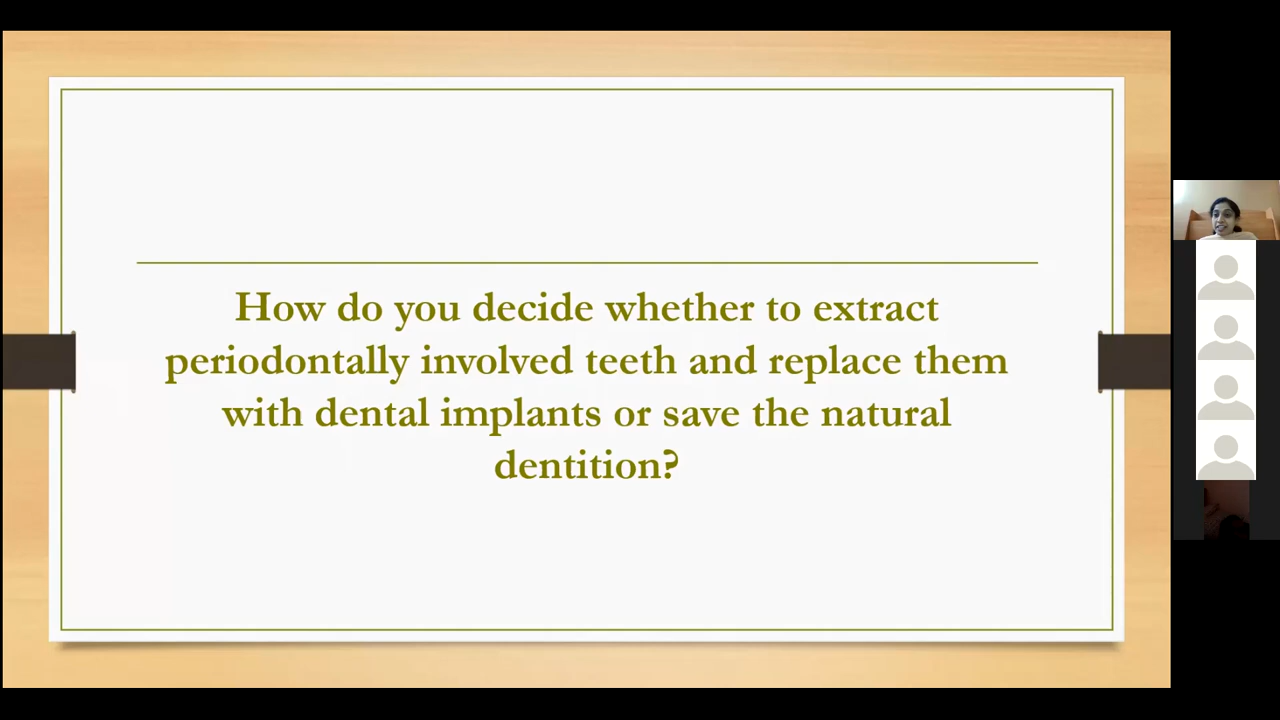 How do you decide whether to extract
periodontally involved teeth and replace them
with dental implants or save the natural
dentition?